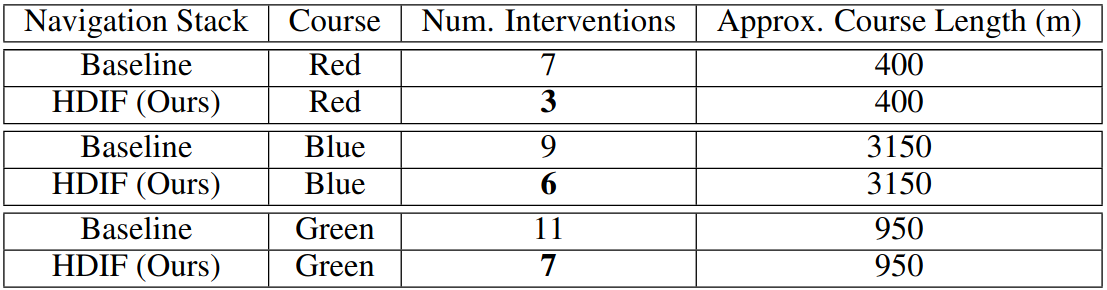 Navigation Stack Course Num. Interventions Approx. Course Length (m)
Baseline Red 7 400
HDIF (Ours) Red 3 400
Baseline Blue 9 3150
HDIF (Ours) Blue 6 3150
Baseline Green 11 950
HDIF (Ours) Green 7 950